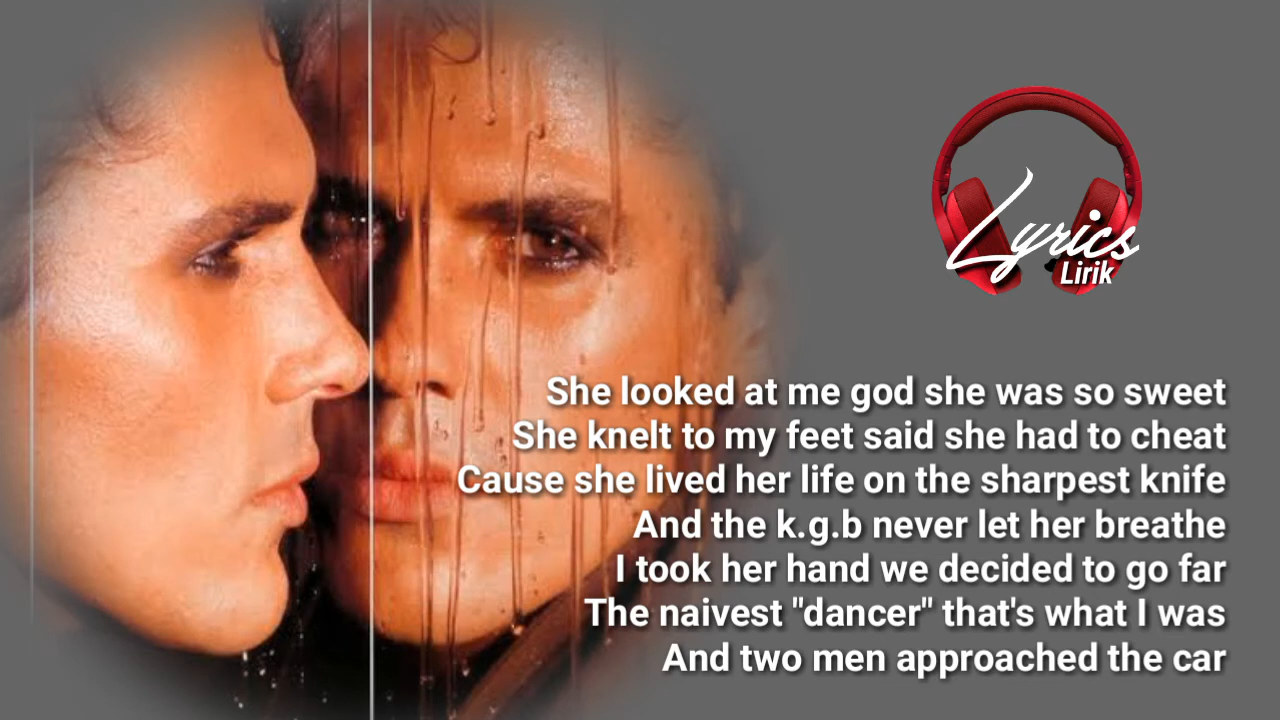 Lyrics
Lirik
She looked at me god she was so sweet
She knelt to my feet said she had to cheat
Cause she lived her life on the sharpest knife
And the k.g.b never let her breathe
I took her hand we decided to go far
The naivest "dancer" that's what I was
And two men approached the car